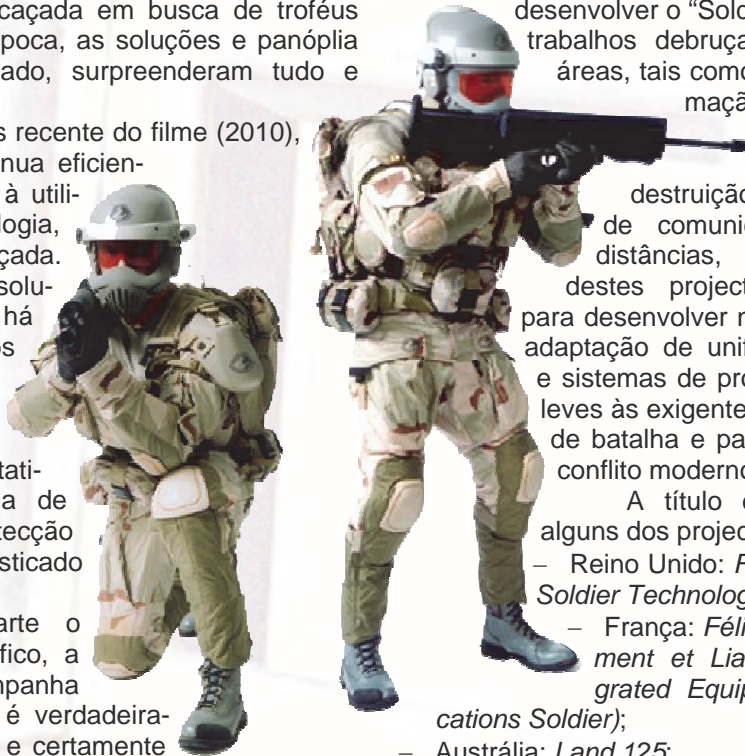 caçada em busca de troféus
poca, as soluções e panóplia
ado, surpreenderam tudo e
s recente do filme (2010),
nua eficien-
à utili-
logia,
çada.
solu-
há
os
tati-
a de
tecção
sticado
arte o
fico, a
mpanha
é verdadeira-
e certamente
desenvolver o “Solo
trabalhos debruça
áreas, tais como
maçã
destruição
de comunic
distâncias,
destes project
para desenvolver n
adaptação de unif
e sistemas de pro
leves às exigente
de batalha e pa
conflito moderno
A título
alguns dos projec
– Reino Unido: F
Soldier Technolog
– França: Féli
ment et Lia
grated Equip
cations Soldier);
– Austrália: Land 125;